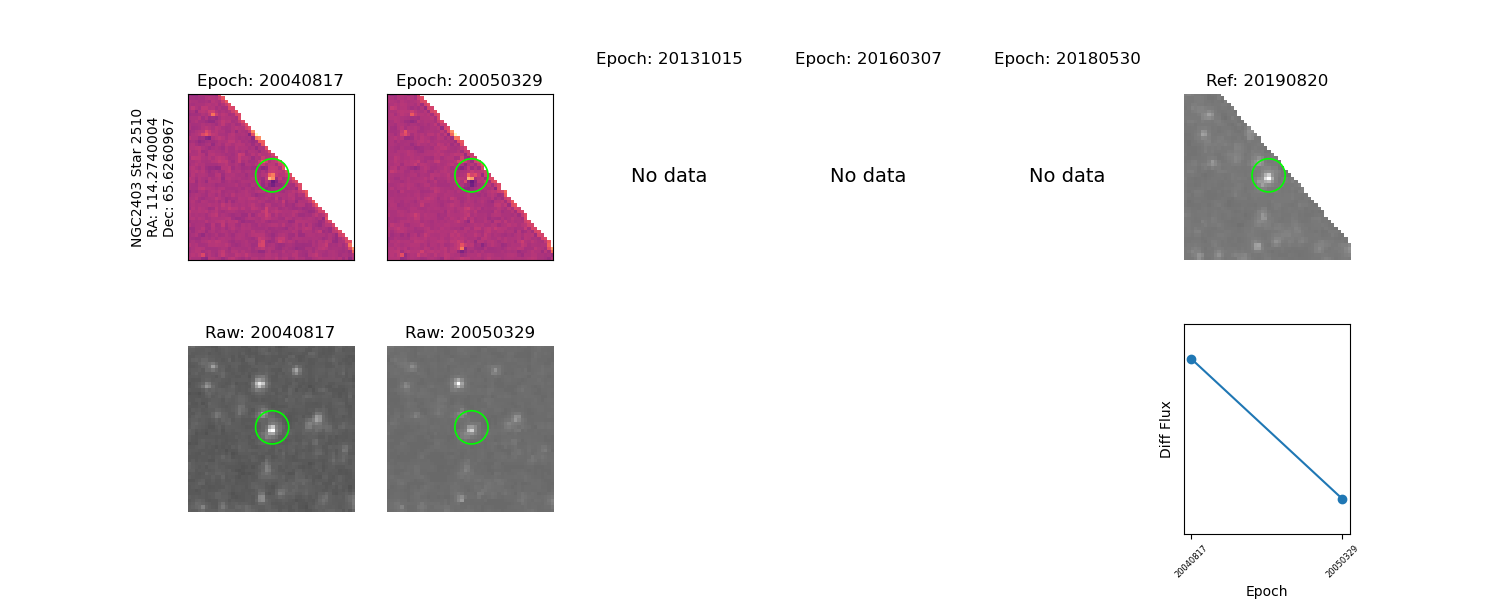 Epoch: 20040817
Epoch: 20050329
Epoch: 20131015
Epoch: 20160307
Epoch: 20180530
Ref: 20190820
NGC2403 Star 2510
RA: 114.2740004
Dec: 65.6260967
No data
No data
No data
Raw: 20040817
Raw: 20050329
Diff Flux
20040817
20050329
Epoch